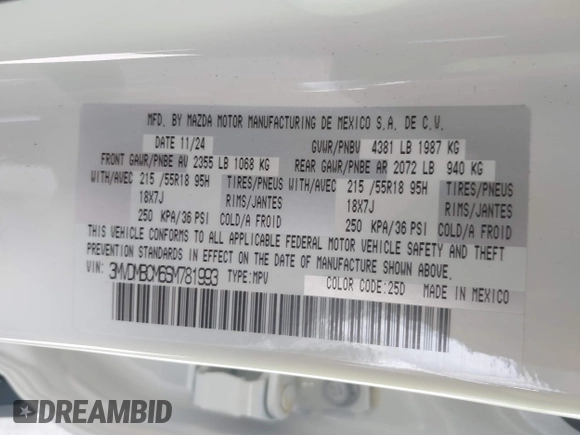 MFD. BY MAZDA MOTOR MANUFACTURING DE MEXICO S.A. DE C.V.
DATE 11/24 GVWR/PNBV 4381 LB 1987 KG
FRONT GAWR/PNBE AV 2355 LB 1068 KG REAR GAWR/PNBE AR 2072 LB 940 KG
WITH/AVEC 215 /55R18 95H TIRES/PNEUS WITH/AVEC 215 /55R18 95H TIRES/PNEUS
18X7J RIMS/JANTES 18X7J RIMS/JANTES
250 KPA/36 PSI COLD/A FROID 250 KPA/36 PSI COLD/A FROID
THIS VEHICLE CONFORMS TO ALL APPLICABLE FEDERAL MOTOR VEHICLE SAFETY AND THEFT
PREVENTION STANDARDS IN EFFECT ON THE DATE OF MANUFACTURE SHOWN ABOVE.
VIN: 3MVDMBCM6SM781993 TYPE:MPV COLOR CODE:25D MADE IN MEXICO
DREAMBID